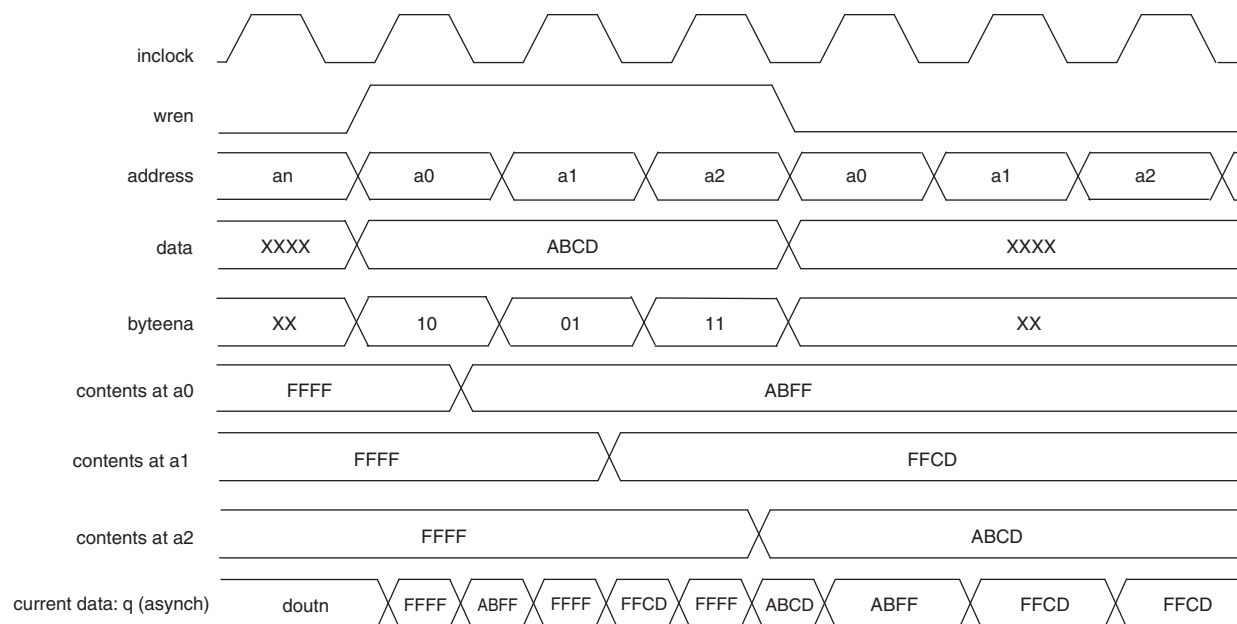 inclock
wren
address an a0 a1 a2 a0 a1 a2
data XXXX ABCD XXXX
byteena XX 10 01 11 XX
contents at a0 FFFF ABFF
contents at a1 FFFF FFCD
contents at a2 FFFF ABCD
current data: q (asynch) doutn FFFF ABFF FFFF FFCD FFFF ABCD ABFF FFCD FFCD